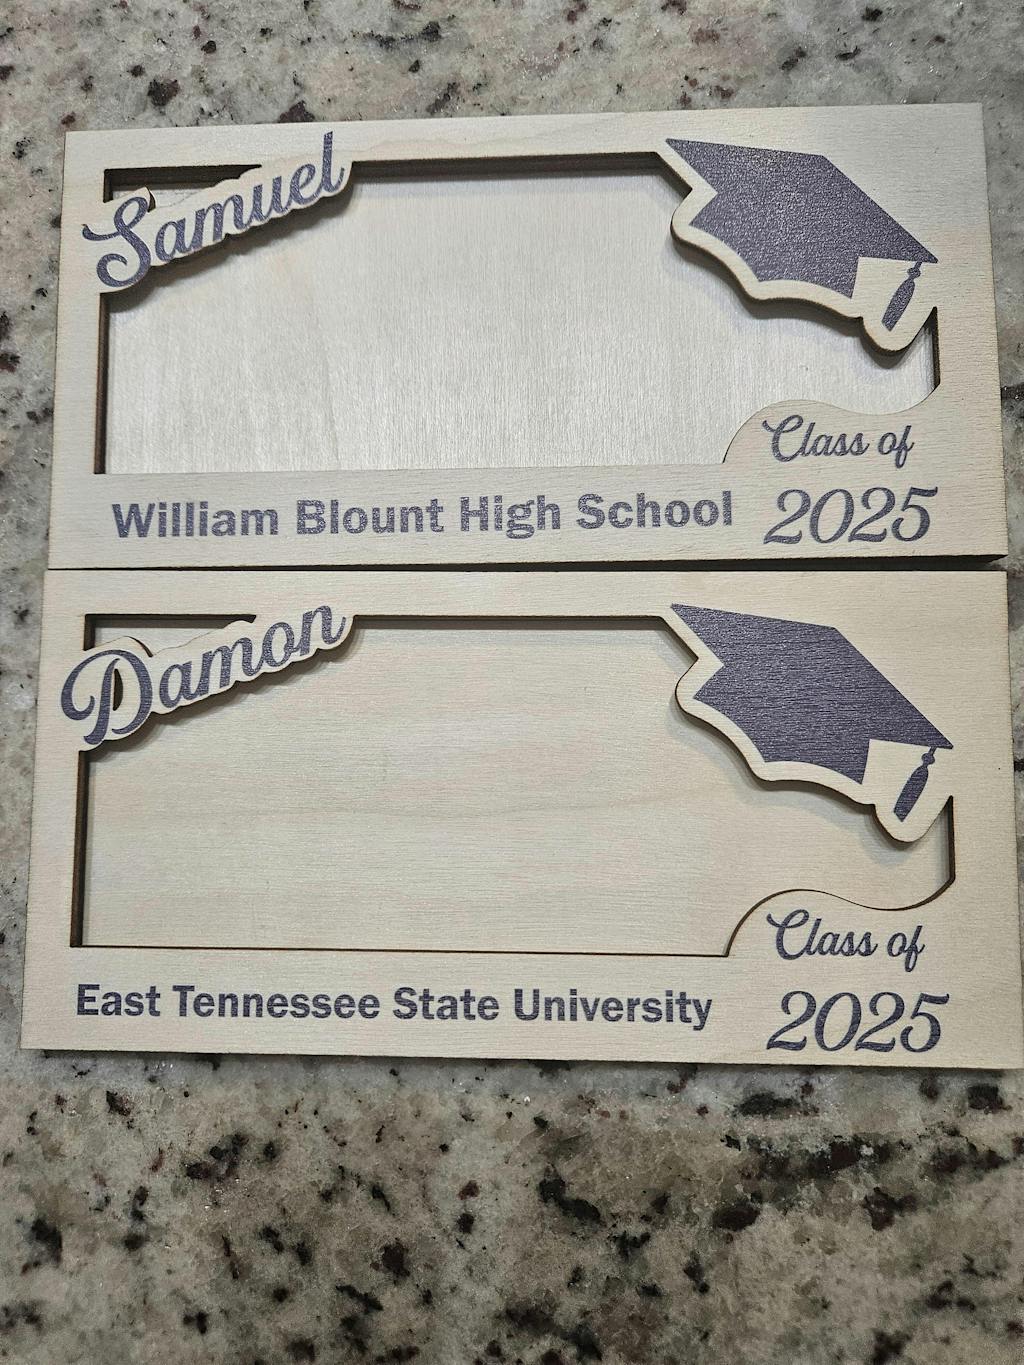 Samuel
Class of
William Blount High School
2025
Damon
Class of
East Tennessee State University
2025